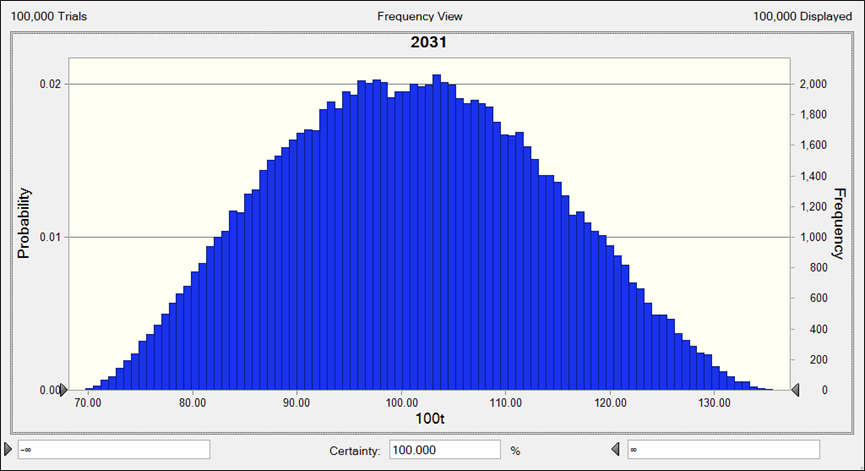 100,000 Trials Frequency View 100,000 Displayed
2031
0.02 2,000
1,800
1,600
1,400
1,200
0.01 1,000
800
600
400
200
0.00 0
Probability
Frequency
70.00 80.00 90.00 100.00 110.00 120.00 130.00
100t
-∞ Certainty: 100.000 % ∞